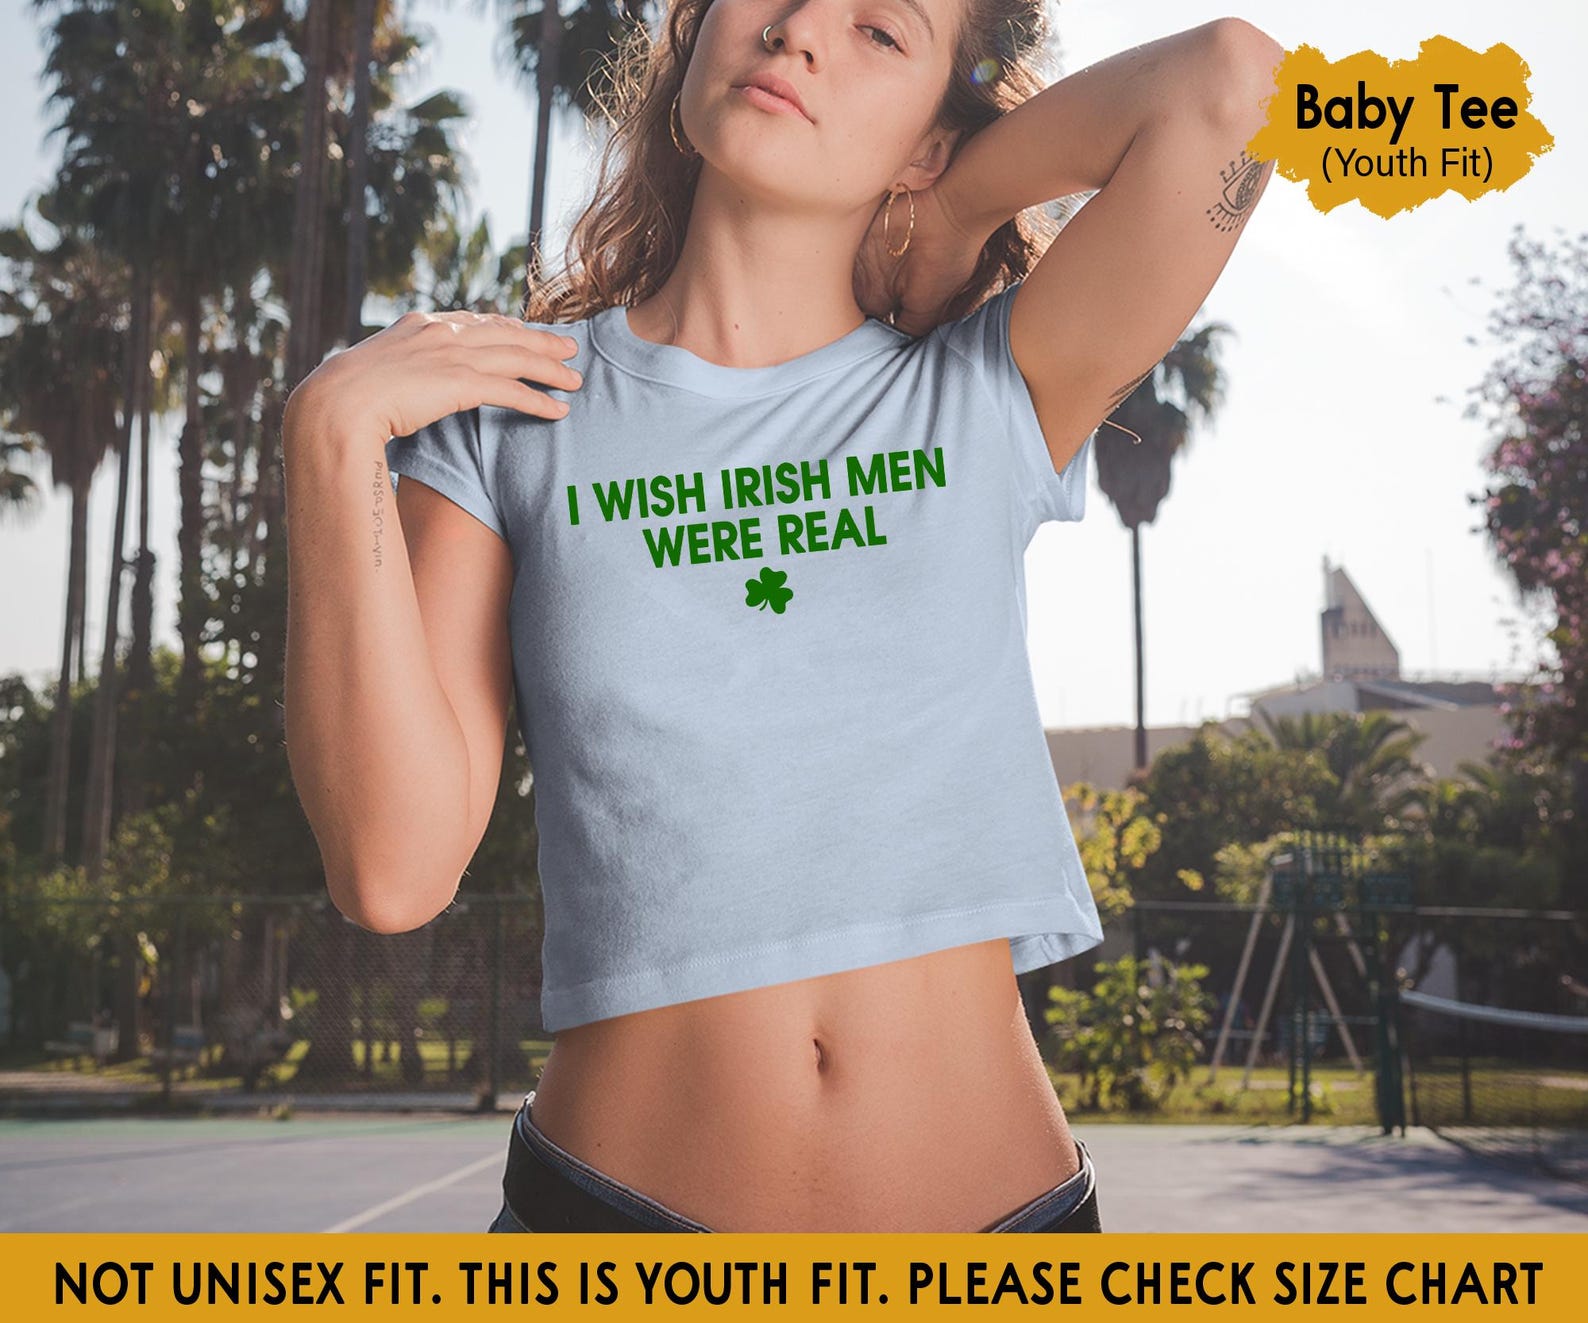 Baby Tee
(Youth Fit)
I WISH IRISH MEN
WERE REAL
NOT UNISEX FIT. THIS IS YOUTH FIT. PLEASE CHECK SIZE CHART